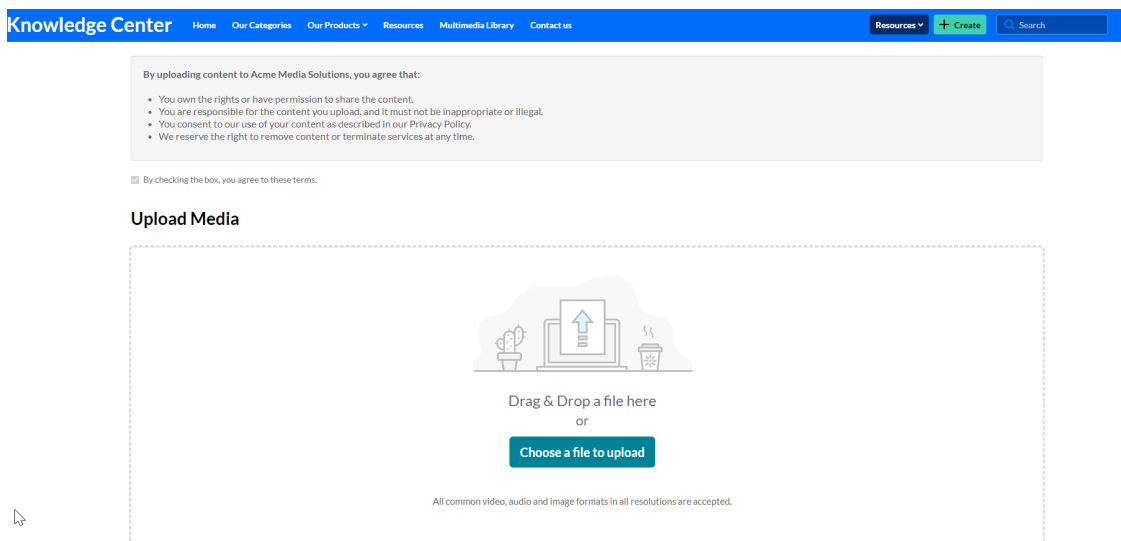 Knowledge Center Home Our Categories Our Products Resources Multimedia Library Contact us Resources + Create Search
By uploading content to Acme Media Solutions, you agree that:
• You own the rights or have permission to share the content.
• You are responsible for the content you upload, and it must not be inappropriate or illegal.
• You consent to our use of your content as described in our Privacy Policy.
• We reserve the right to remove content or terminate services at any time.
By checking the box, you agree to these terms.
Upload Media
Drag & Drop a file here
or
Choose a file to upload
All common video, audio and image formats in all resolutions are accepted.